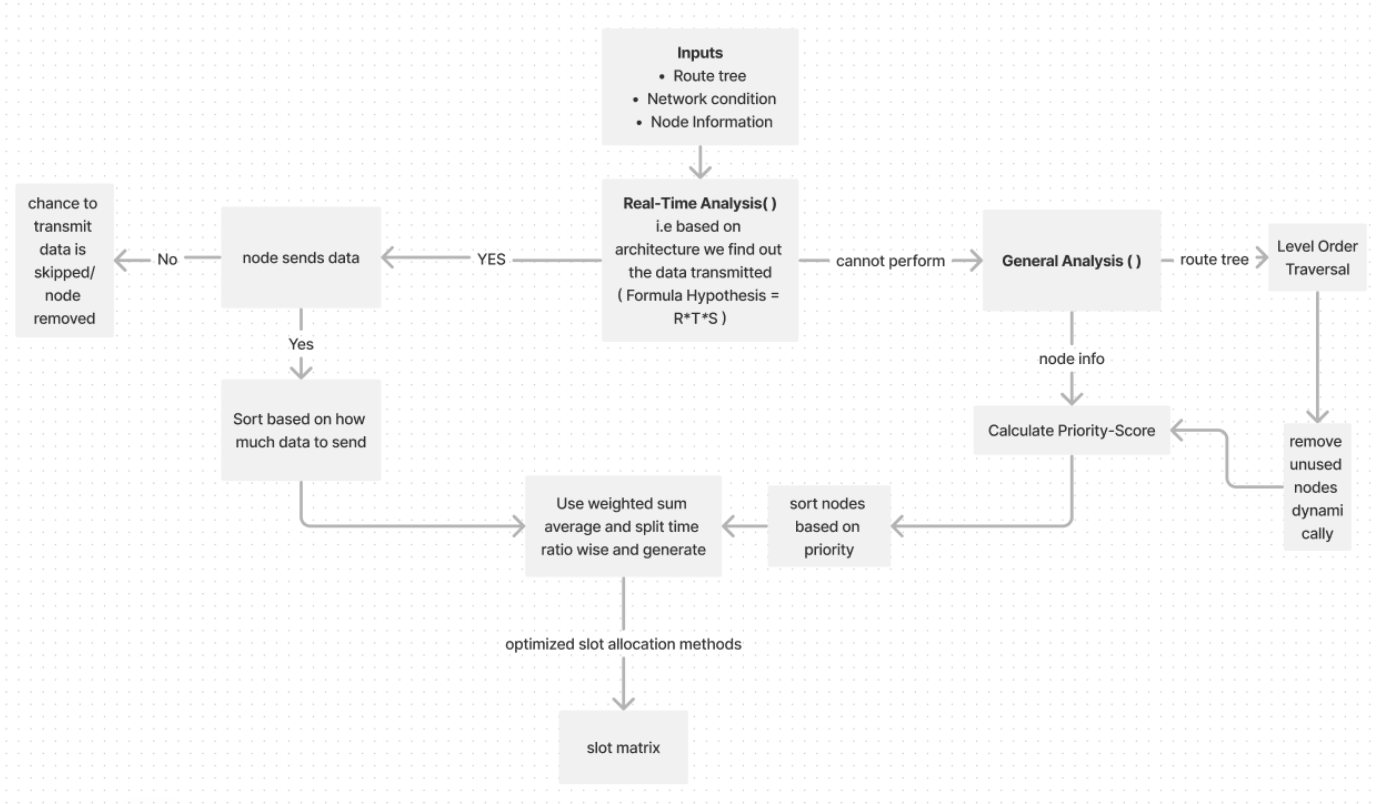 Inputs
• Route tree
• Network condition
• Node Information
chance to
transmit
data is
skipped/
node
removed
No
node sends data
YES
Real-Time Analysis( )
i.e based on
architecture we find out
the data transmitted
( Formula Hypothesis =
R*T*S )
cannot perform
General Analysis ( )
route tree
Level Order
Traversal
Yes
node info
Sort based on how
much data to send
Calculate Priority-Score
remove
unused
nodes
dynami
cally
Use weighted sum
average and split time
ratio wise and generate
sort nodes
based on
priority
optimized slot allocation methods
slot matrix